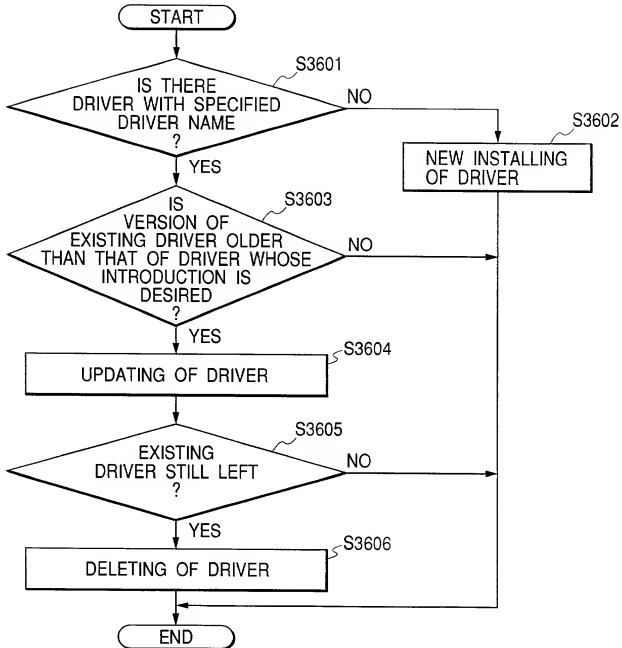 START
S3601
IS THERE
DRIVER WITH SPECIFIED
DRIVER NAME
?
NO
YES
S3602
NEW INSTALLING
OF DRIVER
S3603
IS
VERSION OF
EXISTING DRIVER OLDER
THAN THAT OF DRIVER WHOSE
INTRODUCTION IS
DESIRED
?
NO
YES
S3604
UPDATING OF DRIVER
S3605
EXISTING
DRIVER STILL LEFT
?
NO
YES
S3606
DELETING OF DRIVER
END